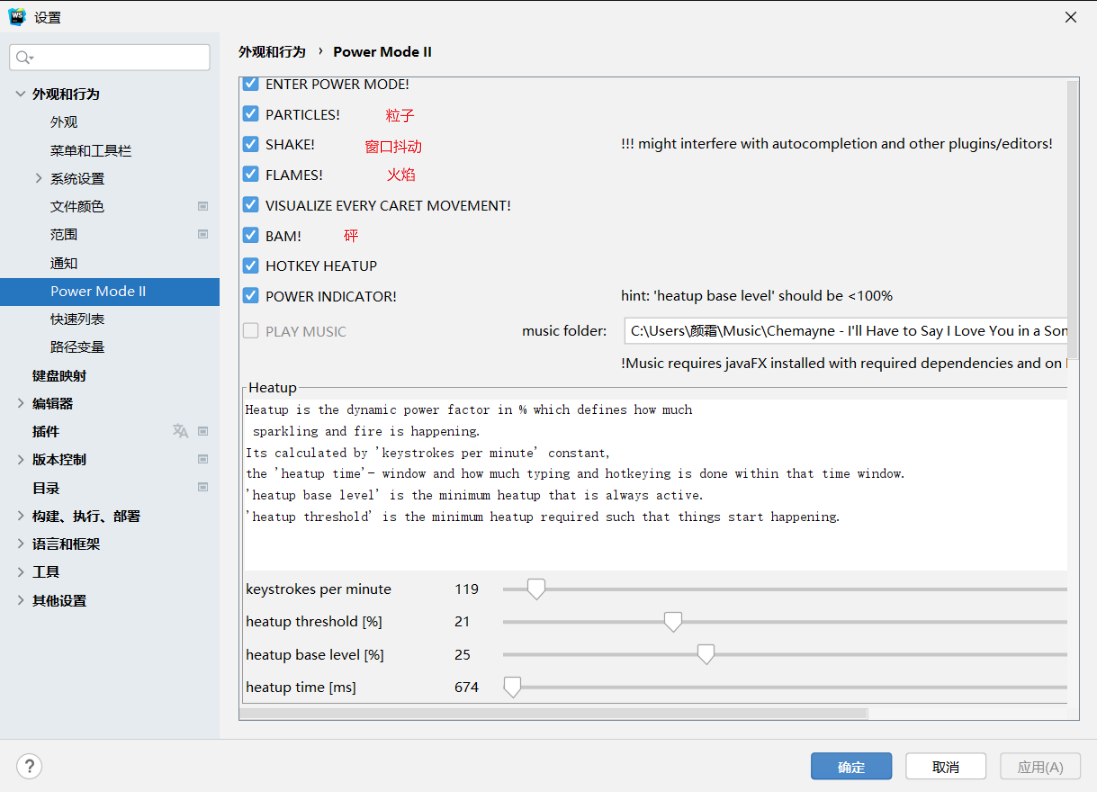 WS 设置
外观和行为 › Power Mode II
外观和行为
外观
菜单和工具栏
系统设置
文件颜色
范围
通知
Power Mode II
快速列表
路径变量
键盘映射
编辑器
插件
版本控制
目录
构建、执行、部署
语言和框架
工具
其他设置
ENTER POWER MODE!
PARTICLES! 粒子
SHAKE! 窗口抖动 !!! might interfere with autocompletion and other plugins/editors!
FLAMES! 火焰
VISUALIZE EVERY CARET MOVEMENT!
BAM! 砰
HOTKEY HEATUP
POWER INDICATOR! hint: 'heatup base level' should be <100%
PLAY MUSIC music folder: C:\Users\颜霜\Music\Chemayne - I'll Have to Say I Love You in a Son
!Music requires javaFX installed with required dependencies and on
Heatup
Heatup is the dynamic power factor in % which defines how much
sparkling and fire is happening.
Its calculated by 'keystrokes per minute' constant,
the 'heatup time'- window and how much typing and hotkeying is done within that time window.
'heatup base level' is the minimum heatup that is always active.
'heatup threshold' is the minimum heatup required such that things start happening.
keystrokes per minute 119
heatup threshold [%] 21
heatup base level [%] 25
heatup time [ms] 674
? 确定 取消 应用(A)